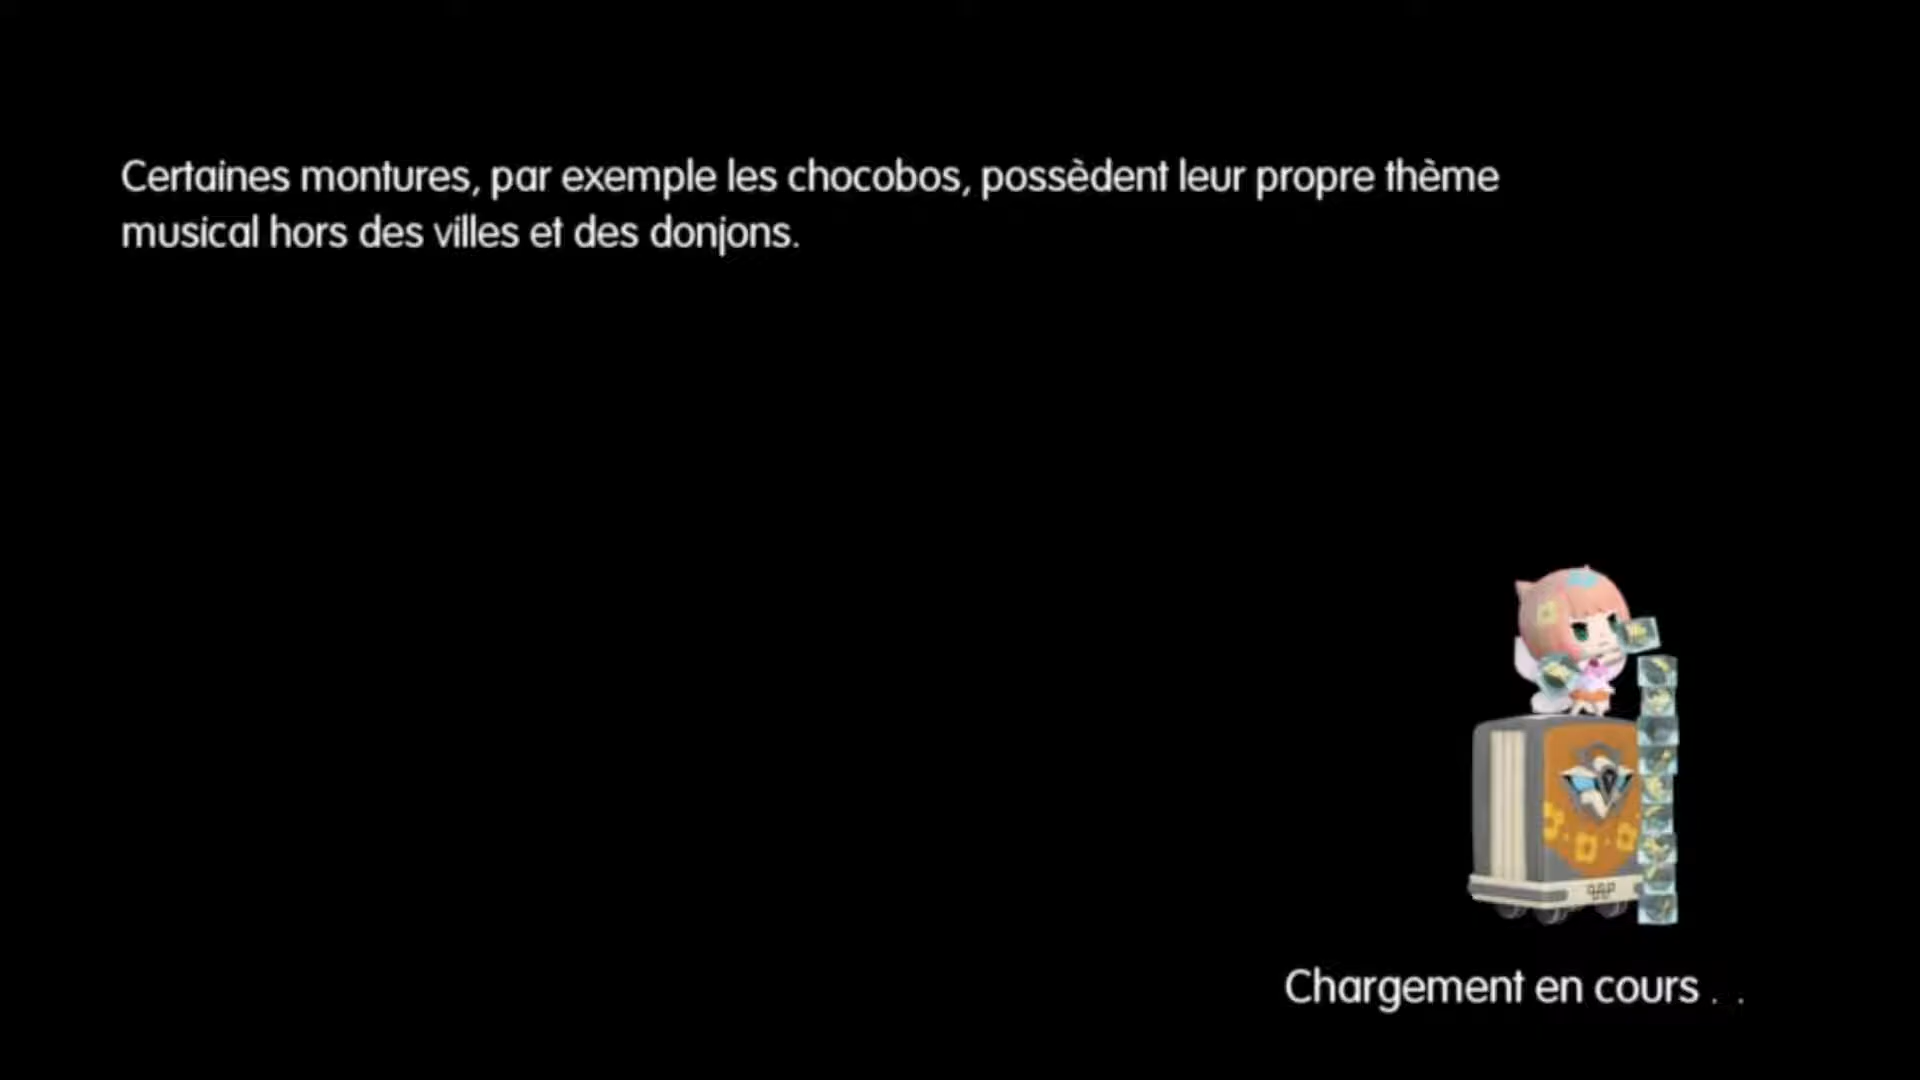 Certaines montures, par exemple les chocobos, possèdent leur propre thème
musical hors des villes et des donjons.
Chargement en cours . .